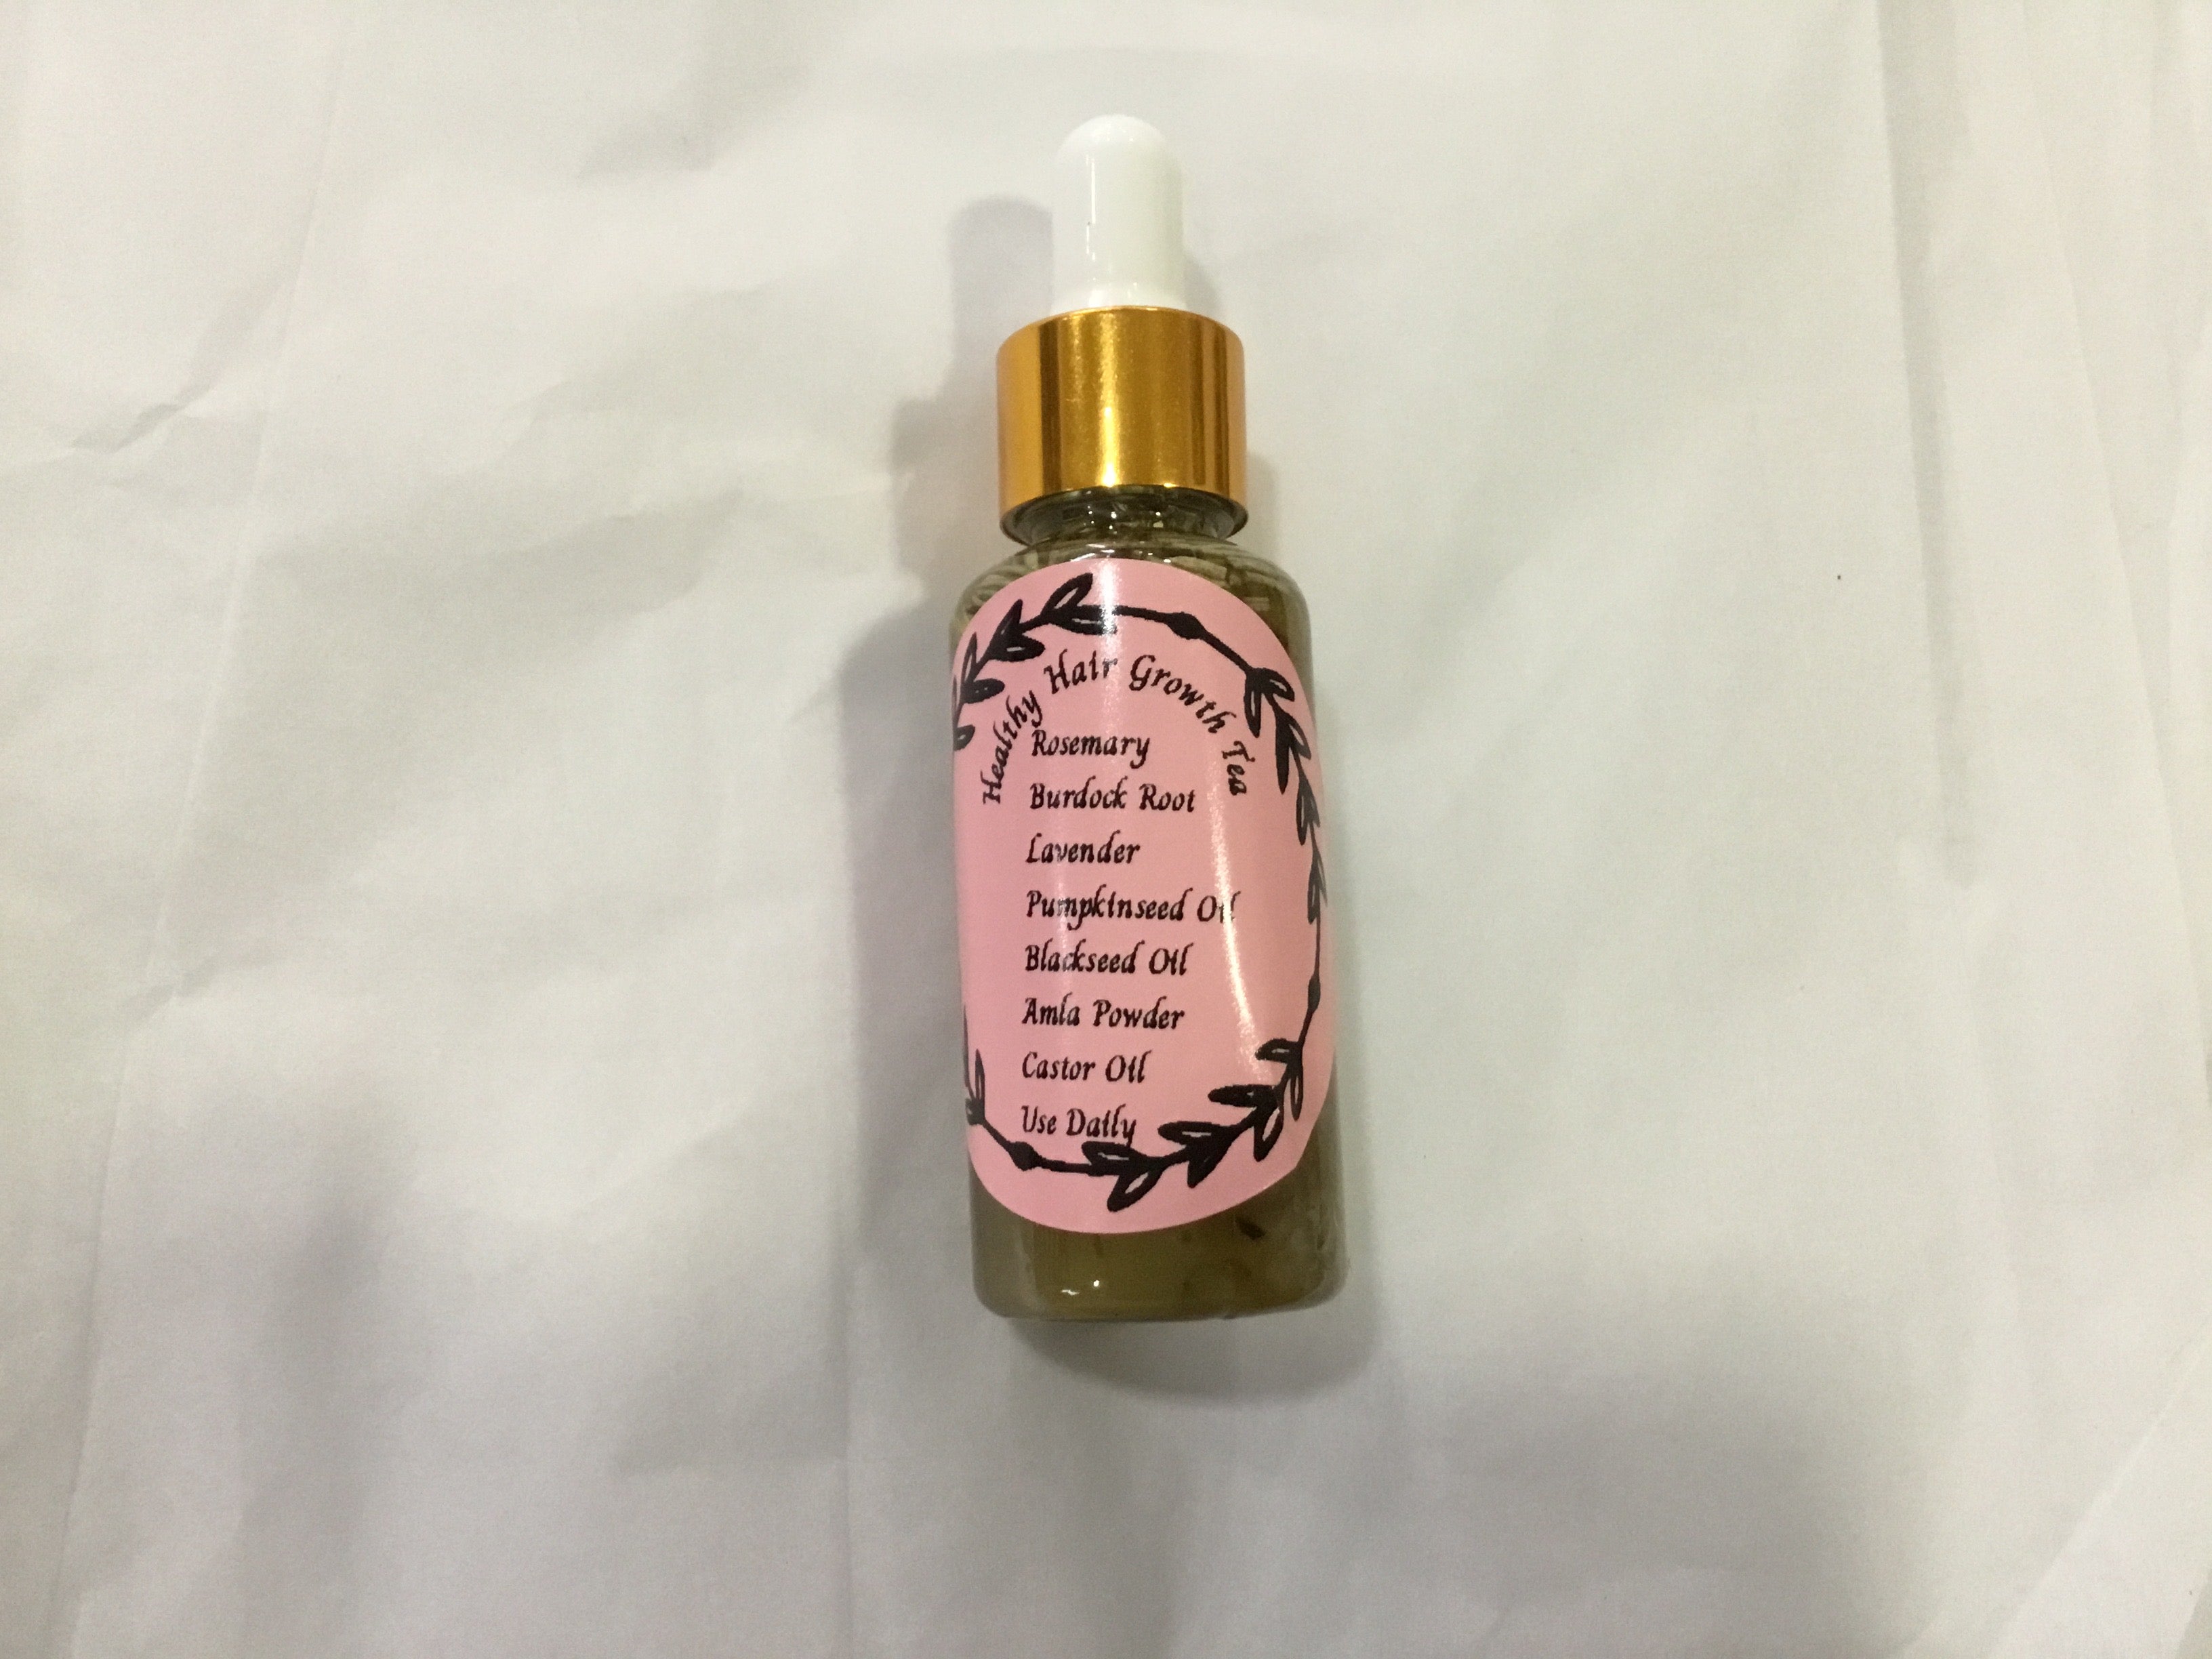 Healthy Hair Growth Tea
Rosemary
Burdock Root
Lavender
Pumpkinseed Oil
Blackseed Oil
Amla Powder
Castor Oil
Use Daily